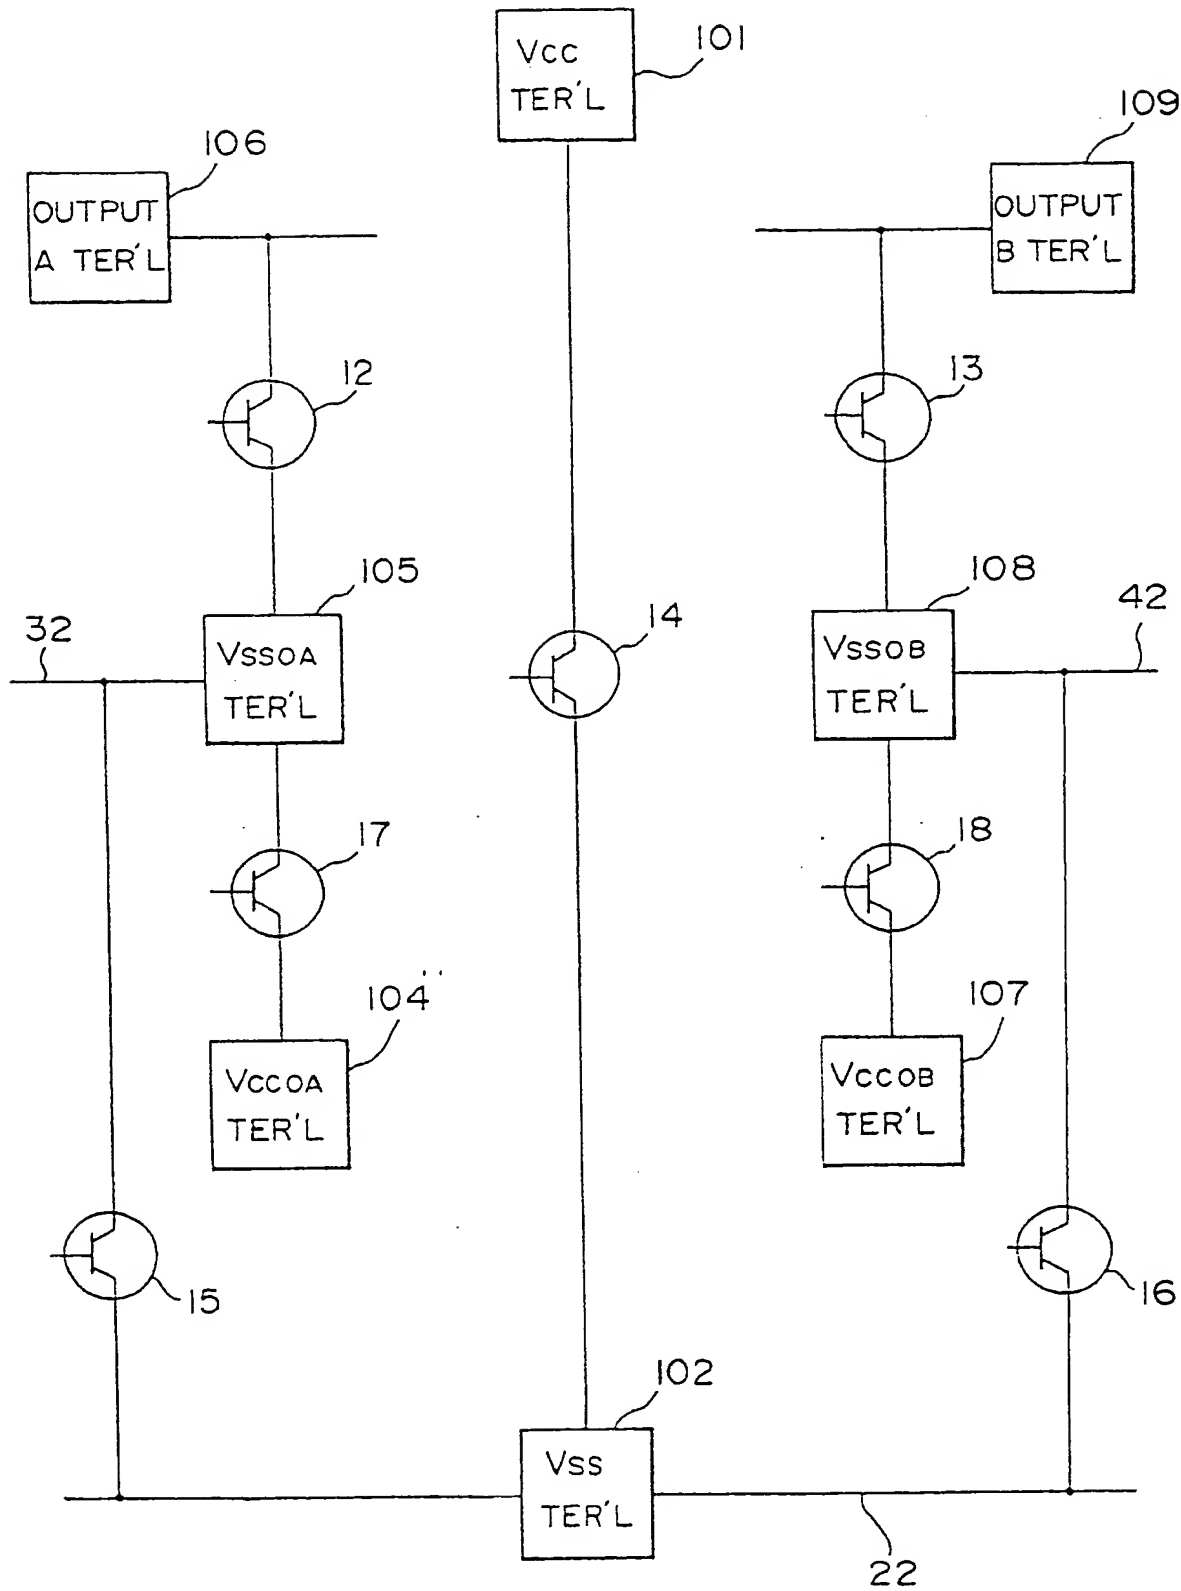 101
VCC
TER'L
109
106
OUTPUT
A TER'L
OUTPUT
B TER'L
12
13
105
108
32
VSSOA
TER'L
14
VSSOB
TER'L
42
17
18
104
107
VCCOA
TER'L
VCCOB
TER'L
15
16
102
VSS
TER'L
22